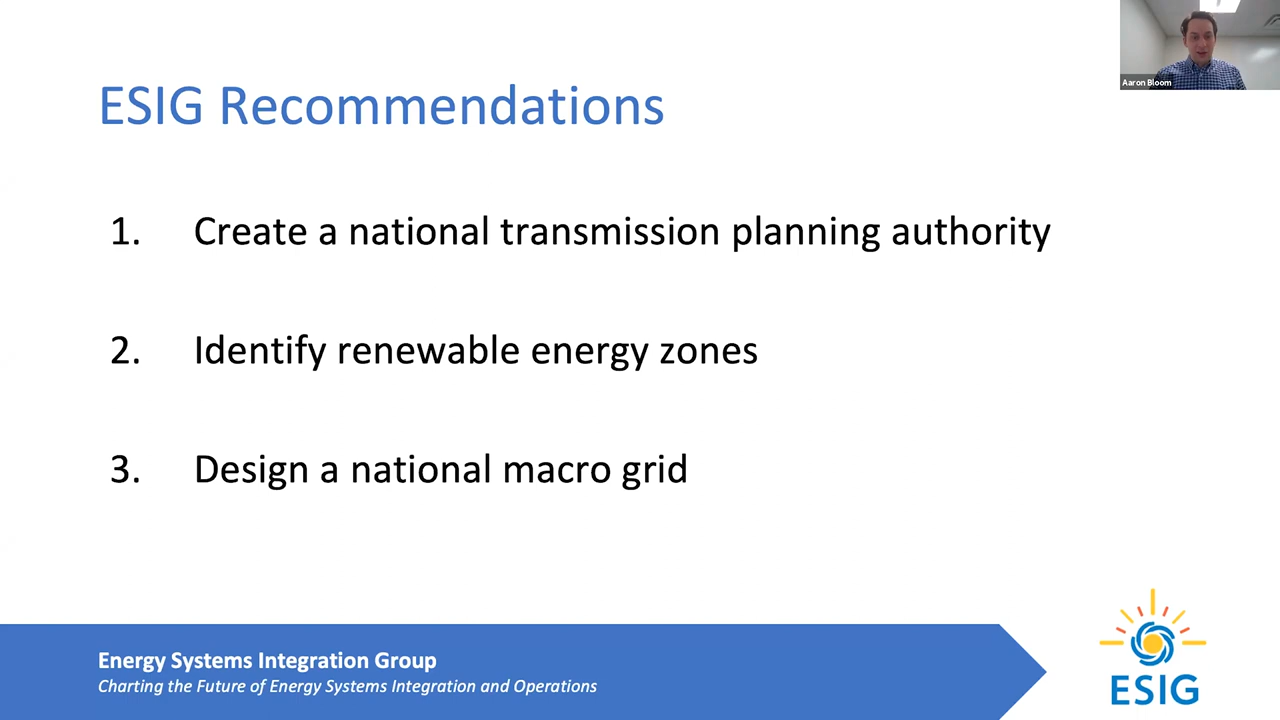 Aaron Bloom
ESIG Recommendations
1. Create a national transmission planning authority
2. Identify renewable energy zones
3. Design a national macro grid
Energy Systems Integration Group
Charting the Future of Energy Systems Integration and Operations
ESIG